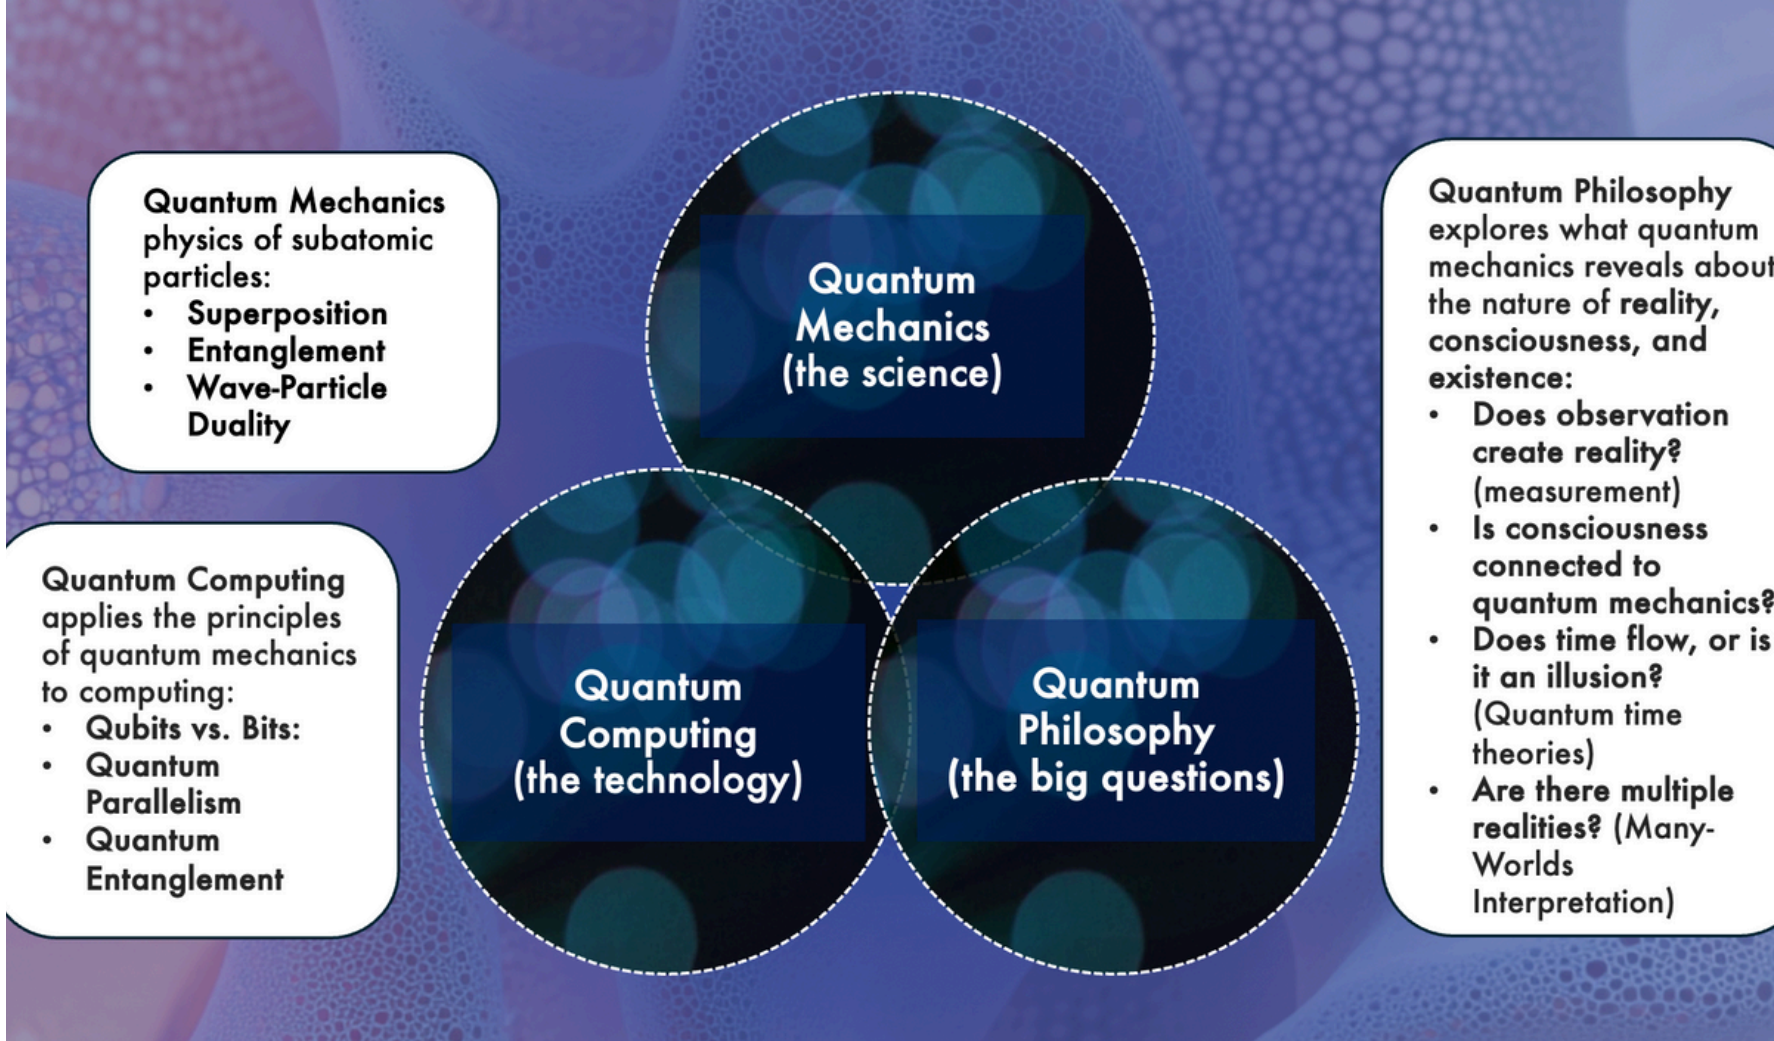 Quantum Mechanics
physics of subatomic
particles:
• Superposition
• Entanglement
• Wave-Particle
Duality
Quantum Computing
applies the principles
of quantum mechanics
to computing:
• Qubits vs. Bits:
• Quantum
Parallelism
• Quantum
Entanglement
Quantum
Mechanics
(the science)
Quantum
Computing
(the technology)
Quantum
Philosophy
(the big questions)
Quantum Philosophy
explores what quantum
mechanics reveals about
the nature of reality,
consciousness, and
existence:
• Does observation
create reality?
(measurement)
• Is consciousness
connected to
quantum mechanics?
• Does time flow, or is
it an illusion?
(Quantum time
theories)
• Are there multiple
realities? (Many-
Worlds
Interpretation)